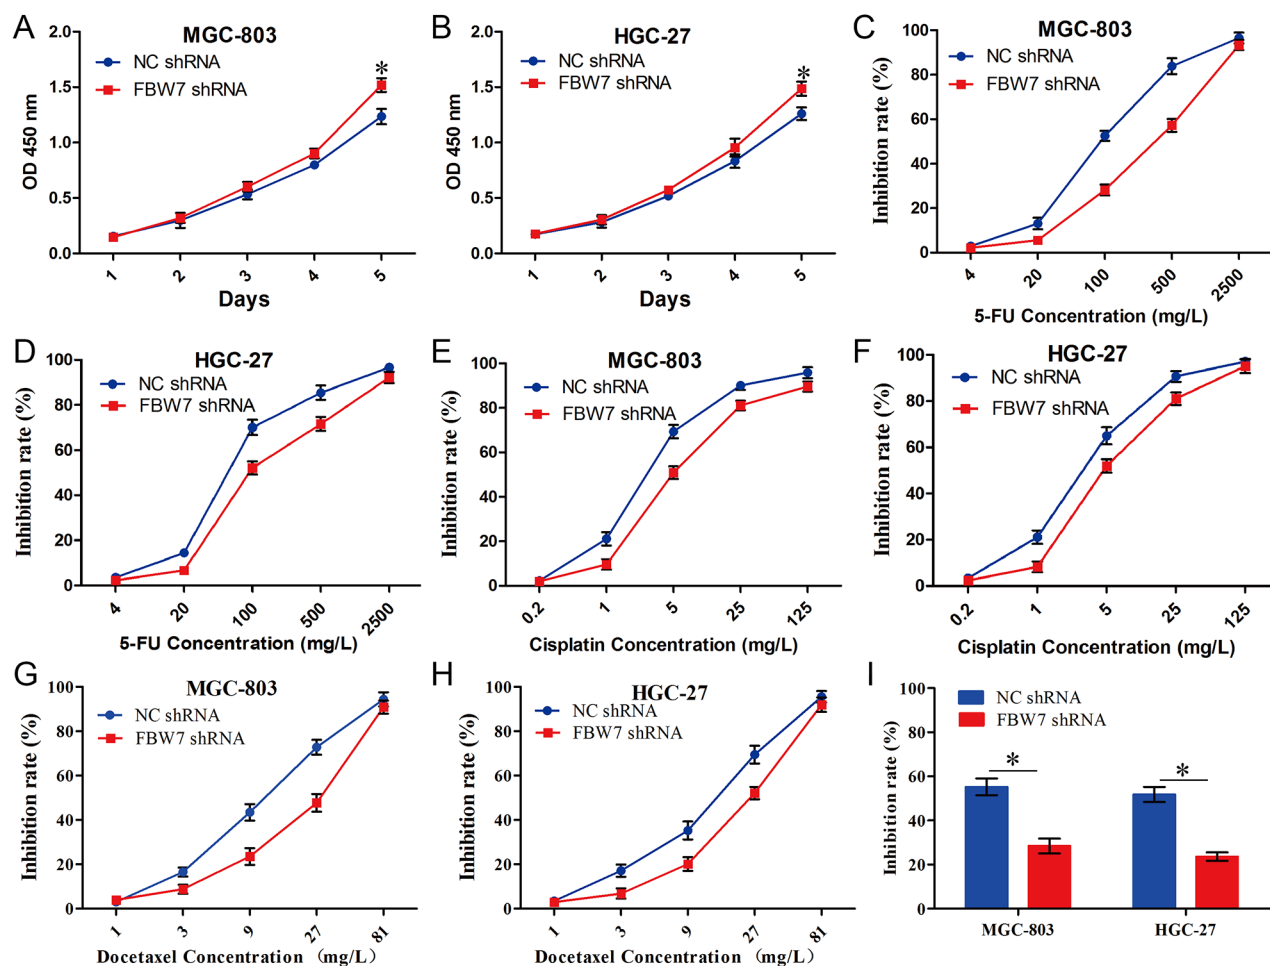 A
MGC-803
2.0
1.5
1.0
0.5
0.0
OD 450 nm
NC shRNA
FBW7 shRNA
*
1 2 3 4 5
Days
B
HGC-27
2.0
1.5
1.0
0.5
0.0
OD 450 nm
NC shRNA
FBW7 shRNA
*
1 2 3 4 5
Days
C
MGC-803
100
80
60
40
20
0
Inhibition rate (%)
NC shRNA
FBW7 shRNA
4 20 100 500 2500
5-FU Concentration (mg/L)
D
HGC-27
100
80
60
40
20
0
Inhibition rate (%)
NC shRNA
FBW7 shRNA
4 20 100 500 2500
5-FU Concentration (mg/L)
E
MGC-803
100
80
60
40
20
0
Inhibition rate (%)
NC shRNA
FBW7 shRNA
0.2 1 5 25 125
Cisplatin Concentration (mg/L)
F
HGC-27
100
80
60
40
20
0
Inhibition rate (%)
NC shRNA
FBW7 shRNA
0.2 1 5 25 125
Cisplatin Concentration (mg/L)
G
MGC-803
100
80
60
40
20
0
Inhibition rate (%)
NC shRNA
FBW7 shRNA
1 3 9 27 81
Docetaxel Concentration （mg/L）
H
HGC-27
100
80
60
40
20
0
Inhibition rate (%)
NC shRNA
FBW7 shRNA
1 3 9 27 81
Docetaxel Concentration （mg/L）
I
100
80
60
40
20
0
Inhibition rate (%)
NC shRNA
FBW7 shRNA
* *
MGC-803 HGC-27